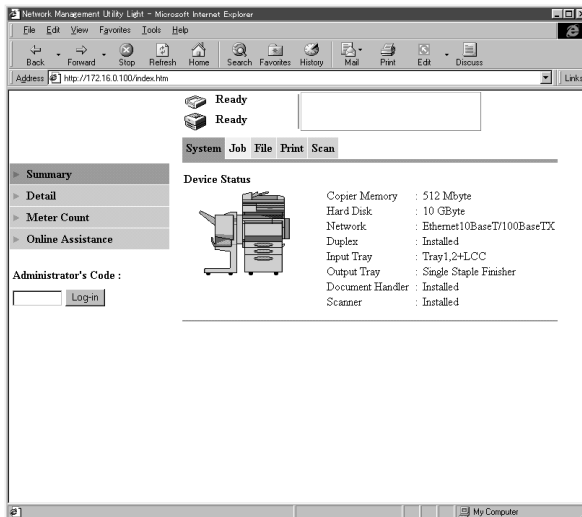 Network Management Utility Light - Microsoft Internet Explorer
File Edit View Favorites Tools Help
Back Forward Stop Refresh Home Search Favorites History Mail Print Edit Discuss
Address http://172.16.0.100/index.htm Links
Ready
Ready
System Job File Print Scan
Summary
Detail
Meter Count
Online Assistance
Administrator's Code :
Log-in
Device Status
Copier Memory : 512 Mbyte
Hard Disk : 10 GByte
Network : Ethernet10BaseT/100BaseTX
Duplex : Installed
Input Tray : Tray1,2+LCC
Output Tray : Single Staple Finisher
Document Handler : Installed
Scanner : Installed
My Computer